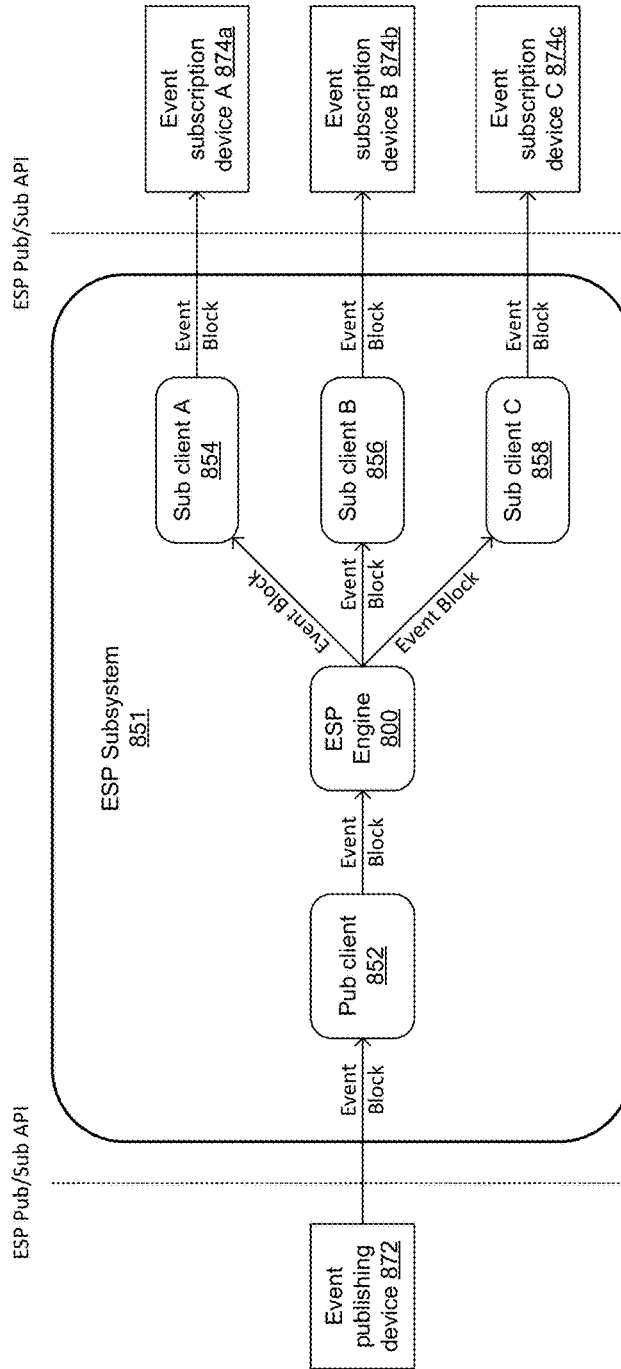 ESP Pub/Sub API
ESP Pub/Sub API
ESP Subsystem
851
Event
publishing
device 872
Event
Block
Pub client
852
Event
Block
ESP
Engine
800
Event Block
Event
Block
Event Block
Sub client A
854
Sub client B
856
Sub client C
858
Event
Block
Event
Block
Event
Block
Event
subscription
device A 874a
Event
subscription
device B 874b
Event
subscription
device C 874c